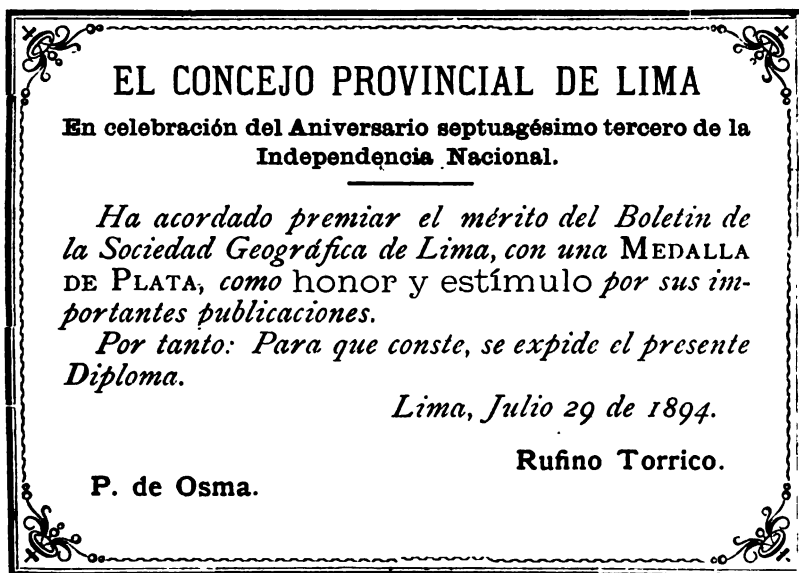 EL CONCEJO PROVINCIAL DE LIMA
En celebración del Aniversario septuagésimo tercero de la
Independencia Nacional.
Ha acordado premiar el mérito del Boletin de
la Sociedad Geográfica de Lima, con una MEDALLA
DE PLATA, como honor y estímulo por sus im-
portantes publicaciones.
Por tanto: Para que conste, se expide el presente
Diploma.
Lima, Julio 29 de 1894.
Rufino Torrico.
P. de Osma.